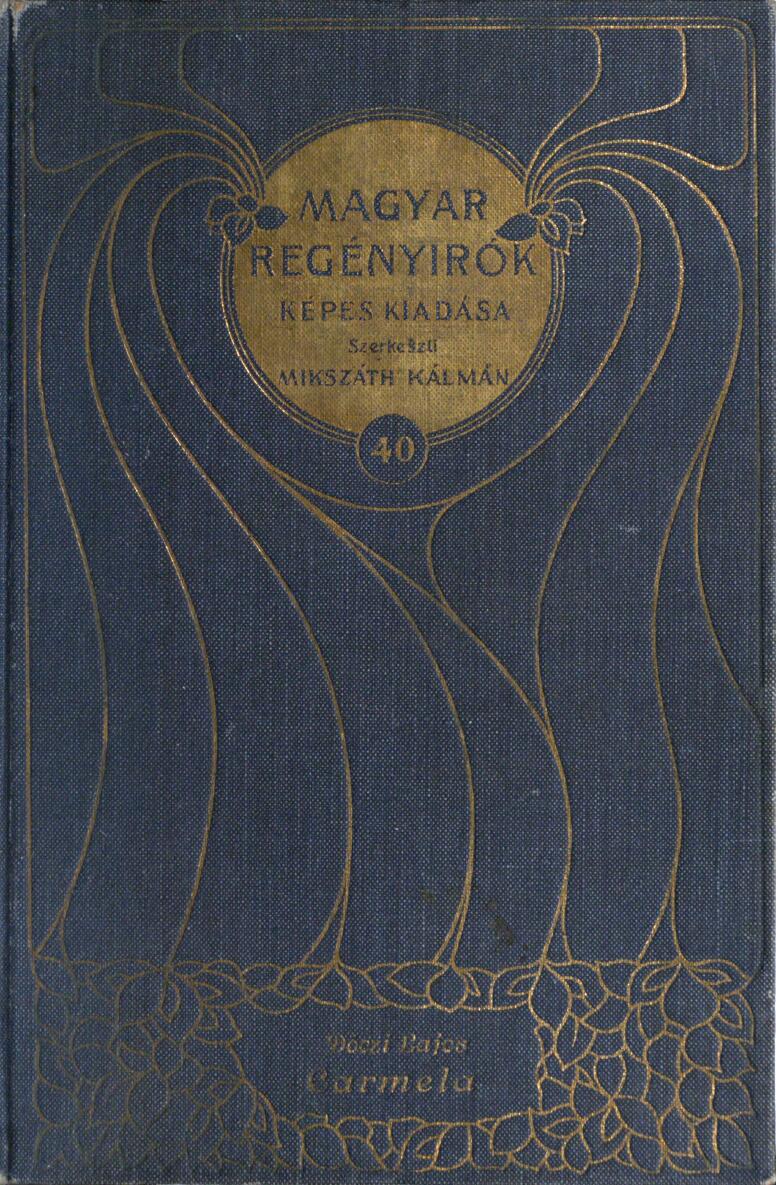 MAGYAR
REGÉNYIRÓK
KÉPES KIADÁSA
Szerkeszti
MIKSZÁTH KÁLMÁN
40
Dóczi Lajos
Carmela